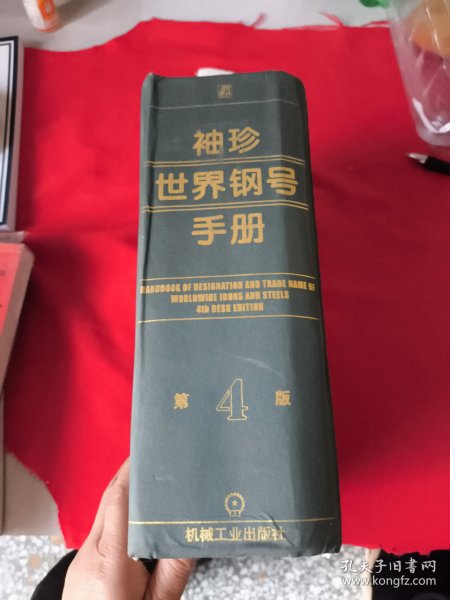 袖珍
世界钢号
手册
HANDBOOK OF DESIGNATION AND TRADE NAME OF
WORLDWIDE IRONS AND STEELS
4th DESK EDITION
第 4 版
机械工业出版社
孔夫子旧书网
www.kongfz.com